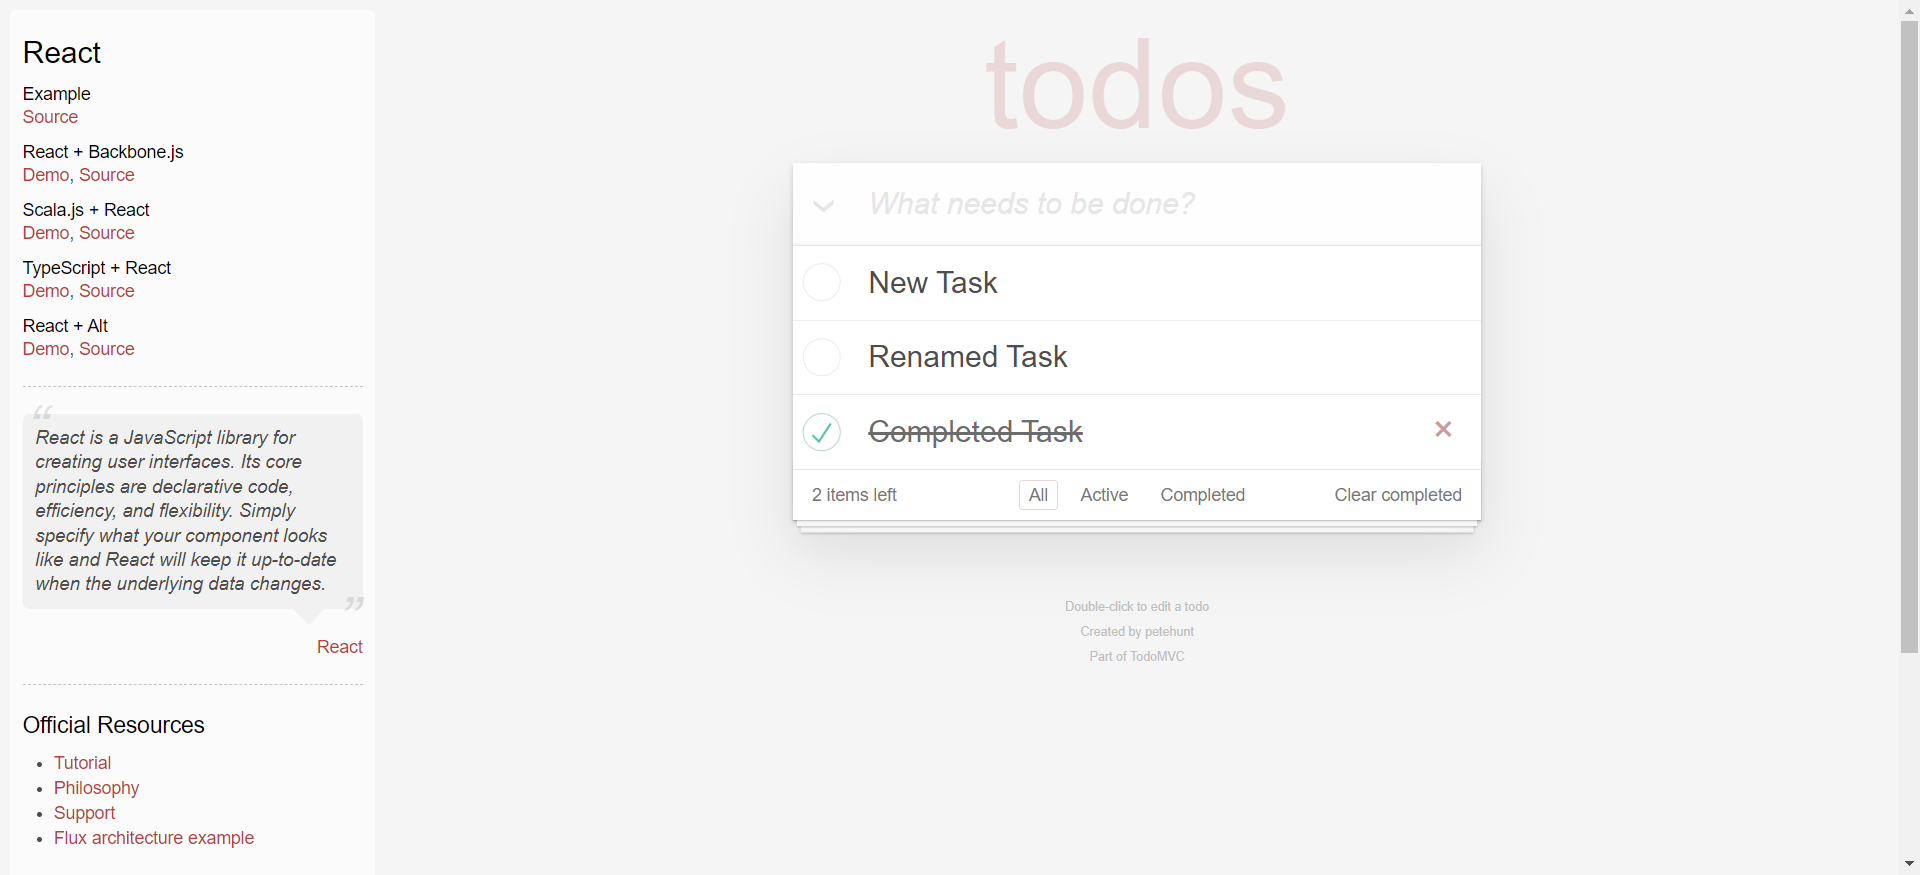 React
Example
Source
React + Backbone.js
Demo, Source
Scala.js + React
Demo, Source
TypeScript + React
Demo, Source
React + Alt
Demo, Source
“
React is a JavaScript library for
creating user interfaces. Its core
principles are declarative code,
efficiency, and flexibility. Simply
specify what your component looks
like and React will keep it up-to-date
when the underlying data changes.
”
React
Official Resources
• Tutorial
• Philosophy
• Support
• Flux architecture example
todos
What needs to be done?
New Task
Renamed Task
Completed Task
2 items left All Active Completed Clear completed
Double-click to edit a todo
Created by petehunt
Part of TodoMVC